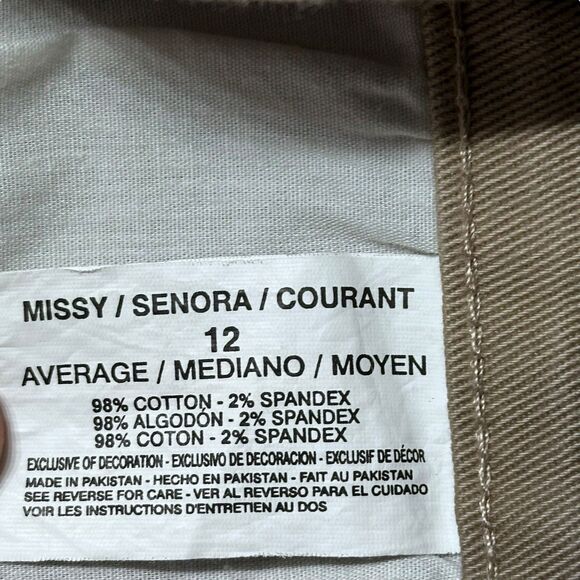 MISSY / SENORA / COURANT
12
AVERAGE / MEDIANO / MOYEN
98% COTTON - 2% SPANDEX
98% ALGODÓN - 2% SPANDEX
98% COTON - 2% SPANDEX
EXCLUSIVE OF DECORATION - EXCLUSIVO DE DECORACION - EXCLUSIF DE DÉCOR
MADE IN PAKISTAN - HECHO EN PAKISTAN - FAIT AU PAKISTAN
SEE REVERSE FOR CARE - VER AL REVERSO PARA EL CUIDADO
VOIR LES INSTRUCTIONS D'ENTRETIEN AU DOS